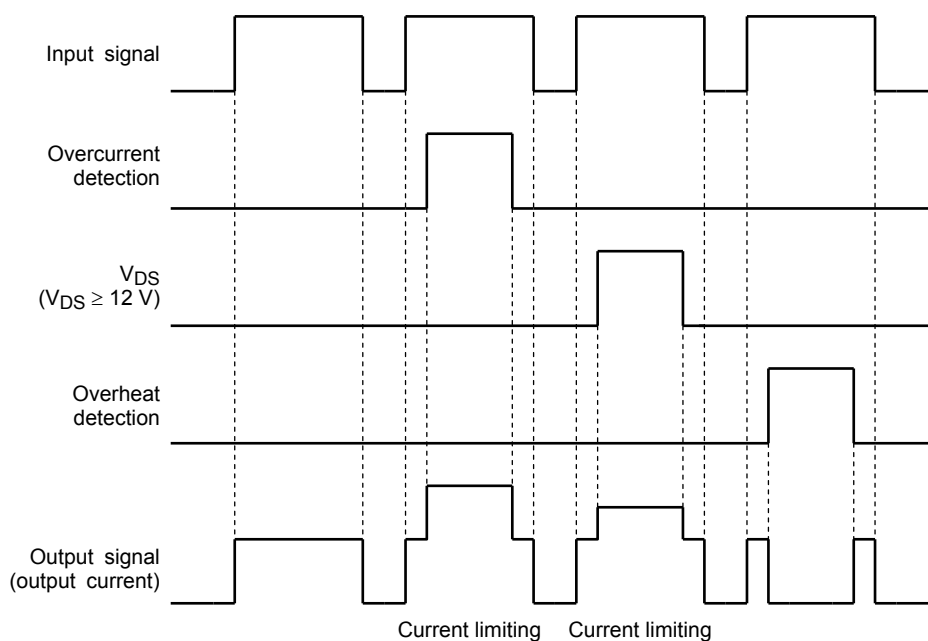 Input signal
Overcurrent
detection
VDS
(VDS ≥ 12 V)
Overheat
detection
Output signal
(output current)
Current limiting Current limiting